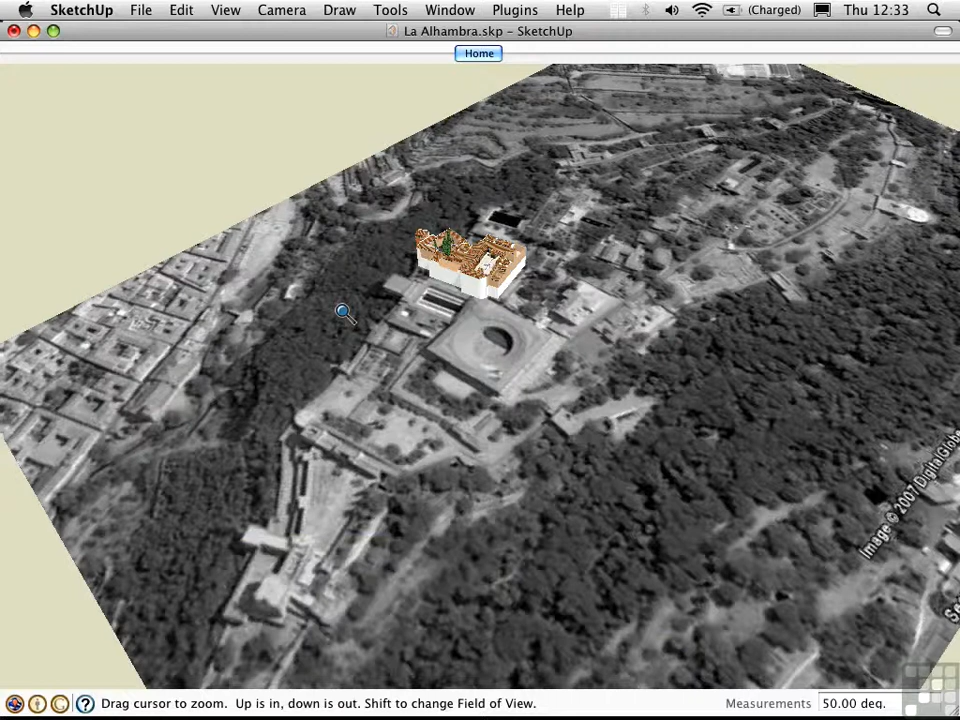 SketchUp File Edit View Camera Draw Tools Window Plugins Help (Charged) Thu 12:33
La Alhambra.skp - SketchUp
Home
Image © 2007 DigitalGlobe
Drag cursor to zoom. Up is in, down is out. Shift to change Field of View. Measurements 50.00 deg.